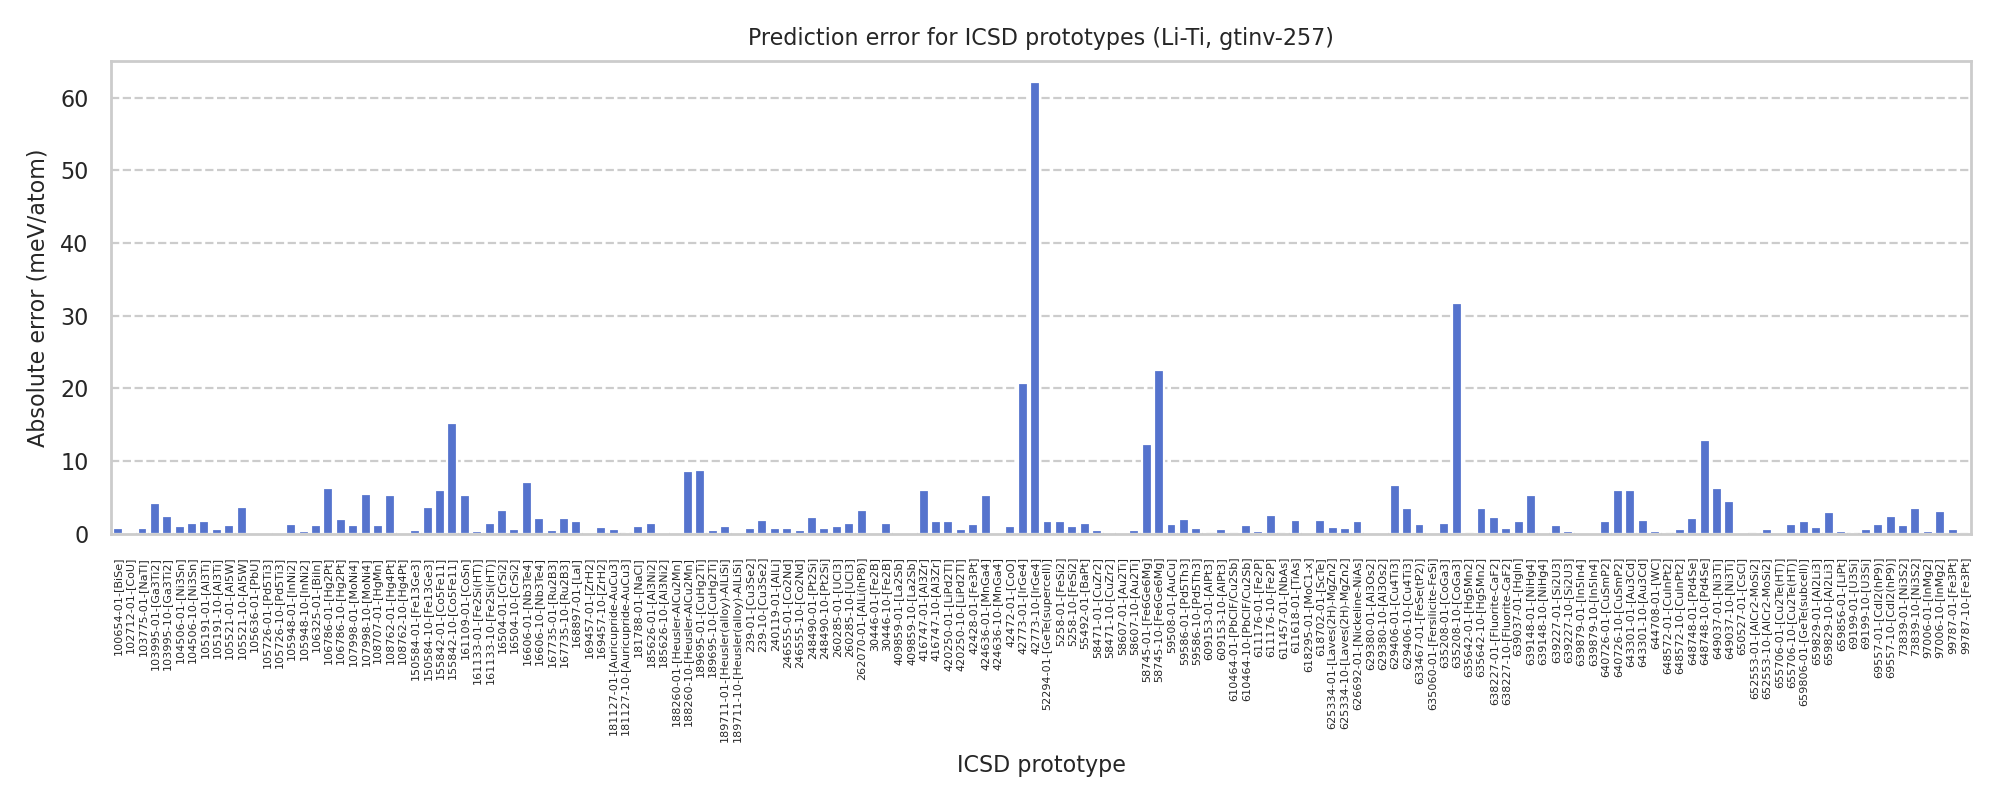 Prediction error for ICSD prototypes (Li-Ti, gtinv-257)
Absolute error (meV/atom)
60
50
40
30
20
10
0
100654-01-[BiSe]
102712-01-[CoU]
103775-01-[NaTl]
103995-01-[Ga3Ti2]
103995-10-[Ga3Ti2]
104506-01-[Ni3Sn]
104506-10-[Ni3Sn]
105191-01-[Al3Ti]
105191-10-[Al3Ti]
105521-01-[Al5W]
105521-10-[Al5W]
105636-01-[PbU]
105726-01-[Pd5Ti3]
105726-10-[Pd5Ti3]
105948-01-[InNi2]
105948-10-[InNi2]
106325-01-[BiIn]
106786-01-[Hg2Pt]
106786-10-[Hg2Pt]
107998-01-[MoNi4]
107998-10-[MoNi4]
108707-01-[HgMn]
108762-01-[Hg4Pt]
108762-10-[Hg4Pt]
150584-01-[Fe13Ge3]
150584-10-[Fe13Ge3]
155842-01-[Co5Fe11]
155842-10-[Co5Fe11]
161109-01-[CoSn]
161133-01-[Fe2Si(HT)]
161133-10-[Fe2Si(HT)]
16504-01-[CrSi2]
16504-10-[CrSi2]
16606-01-[Nb3Te4]
16606-10-[Nb3Te4]
167735-01-[Ru2B3]
167735-10-[Ru2B3]
168897-01-[LaI]
169457-01-[ZrH2]
169457-10-[ZrH2]
181127-01-[Auricupride-AuCu3]
181127-10-[Auricupride-AuCu3]
181788-01-[NaCl]
185626-01-[Al3Ni2]
185626-10-[Al3Ni2]
188260-01-[Heusler-AlCu2Mn]
188260-10-[Heusler-AlCu2Mn]
189695-01-[CuHg2Ti]
189695-10-[CuHg2Ti]
189711-01-[Heusler(alloy)-AlLiSi]
189711-10-[Heusler(alloy)-AlLiSi]
239-01-[Cu3Se2]
239-10-[Cu3Se2]
240119-01-[AlLi]
246555-01-[Co2Nd]
246555-10-[Co2Nd]
248490-01-[Pt2Si]
248490-10-[Pt2Si]
260285-01-[UCl3]
260285-10-[UCl3]
262070-01-[AlLi(hP8)]
30446-01-[Fe2B]
30446-10-[Fe2B]
409859-01-[La2Sb]
409859-10-[La2Sb]
416747-01-[Al3Zr]
416747-10-[Al3Zr]
420250-01-[LiPd2Tl]
420250-10-[LiPd2Tl]
42428-01-[Fe3Pt]
424636-01-[MnGa4]
424636-10-[MnGa4]
42472-01-[CoO]
42773-01-[IrGe4]
42773-10-[IrGe4]
52294-01-[GeTe(supercell)]
5258-01-[FeSi2]
5258-10-[FeSi2]
55492-01-[BaPt]
58471-01-[CuZr2]
58471-10-[CuZr2]
58607-01-[Au2Ti]
58607-10-[Au2Ti]
58745-01-[Fe6Ge6Mg]
58745-10-[Fe6Ge6Mg]
59508-01-[AuCu]
59586-01-[Pd5Th3]
59586-10-[Pd5Th3]
609153-01-[AlPt3]
609153-10-[AlPt3]
610464-01-[PbClF/Cu2Sb]
610464-10-[PbClF/Cu2Sb]
611176-01-[Fe2P]
611176-10-[Fe2P]
611457-01-[NbAs]
611618-01-[TiAs]
618295-01-[MoC1-x]
618702-01-[ScTe]
625334-01-[Laves(2H)-MgZn2]
625334-10-[Laves(2H)-MgZn2]
626692-01-[Nickeline-NiAs]
629380-01-[Al3Os2]
629380-10-[Al3Os2]
629406-01-[Cu4Ti3]
629406-10-[Cu4Ti3]
633467-01-[FeSe(tP2)]
635060-01-[Fersilicite-FeSi]
635208-01-[CoGa3]
635208-10-[CoGa3]
635642-01-[Hg5Mn2]
635642-10-[Hg5Mn2]
638227-01-[Fluorite-CaF2]
638227-10-[Fluorite-CaF2]
639037-01-[HgIn]
639148-01-[NiHg4]
639148-10-[NiHg4]
639227-01-[Si2U3]
639227-10-[Si2U3]
639879-01-[In5In4]
639879-10-[In5In4]
640726-01-[CuSmP2]
640726-10-[CuSmP2]
643301-01-[Au3Cd]
643301-10-[Au3Cd]
644708-01-[WC]
648572-01-[CuInPt2]
648572-10-[CuInPt2]
648748-01-[Pd4Se]
648748-10-[Pd4Se]
649037-01-[Ni3Ti]
649037-10-[Ni3Ti]
650527-01-[CsCl]
652553-01-[AlCr2-MoSi2]
652553-10-[AlCr2-MoSi2]
655706-01-[Cu2Te(HT)]
655706-10-[Cu2Te(HT)]
659806-01-[GeTe(subcell)]
659829-01-[Al2Li3]
659829-10-[Al2Li3]
659856-01-[LiPt]
69199-01-[U3Si]
69199-10-[U3Si]
69557-01-[CdI2(hP9)]
69557-10-[CdI2(hP9)]
73839-01-[Ni3S2]
73839-10-[Ni3S2]
97006-01-[InMg2]
97006-10-[InMg2]
99787-01-[Fe3Pt]
99787-10-[Fe3Pt]
ICSD prototype